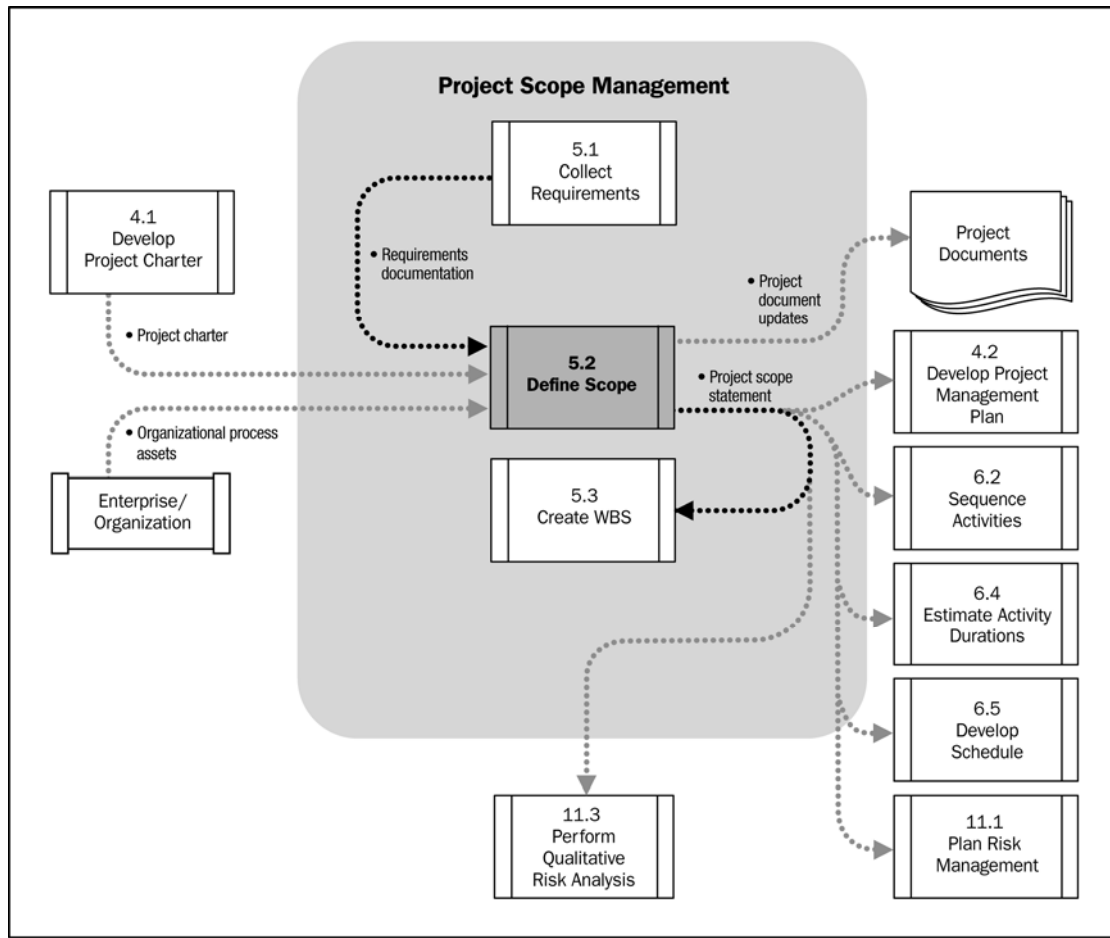 Project Scope Management
5.1
Collect
Requirements
4.1
Develop
Project Charter
• Requirements
documentation
Project
Documents
• Project
document
updates
• Project charter
5.2
Define Scope
• Project scope
statement
4.2
Develop Project
Management
Plan
• Organizational process
assets
Enterprise/
Organization
5.3
Create WBS
6.2
Sequence
Activities
6.4
Estimate Activity
Durations
6.5
Develop
Schedule
11.3
Perform
Qualitative
Risk Analysis
11.1
Plan Risk
Management